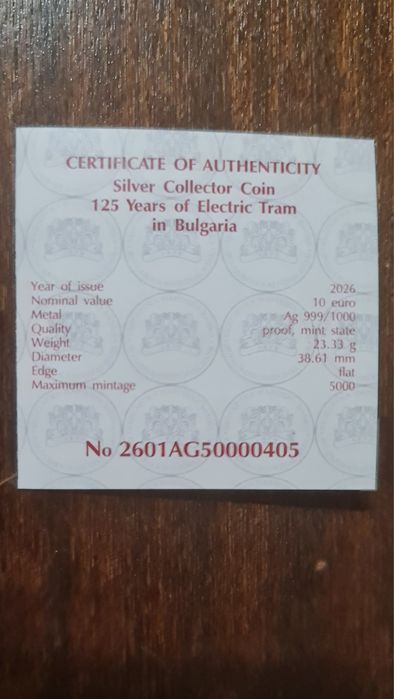 CERTIFICATE OF AUTHENTICITY
Silver Collector Coin
125 Years of Electric Tram
in Bulgaria
Year of issue 2026
Nominal value 10 euro
Metal Ag 999/1000
Quality proof, mint state
Weight 23.33 g
Diameter 38.61 mm
Edge flat
Maximum mintage 5000
No 2601AG50000405